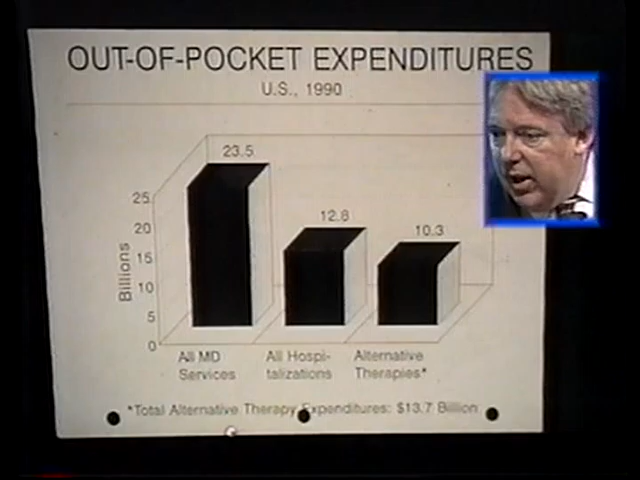 OUT-OF-POCKET EXPENDITURES
U.S., 1990
23.5
12.8
10.3
25
20
15
10
5
0
Billions
All MD Services
All Hospi-talizations
Alternative Therapies*
*Total Alternative Therapy Expenditures: $13.7 Billion